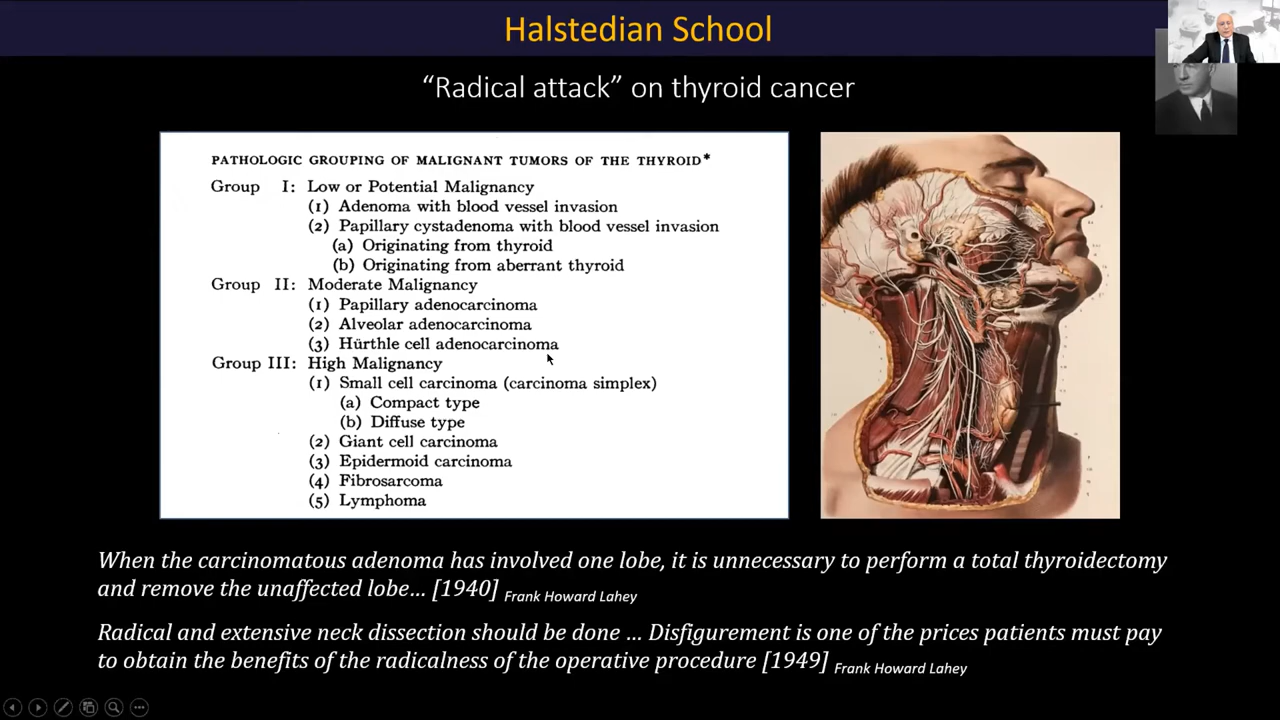 Halstedian School
“Radical attack” on thyroid cancer
PATHOLOGIC GROUPING OF MALIGNANT TUMORS OF THE THYROID*
Group I: Low or Potential Malignancy
(1) Adenoma with blood vessel invasion
(2) Papillary cystadenoma with blood vessel invasion
(a) Originating from thyroid
(b) Originating from aberrant thyroid
Group II: Moderate Malignancy
(1) Papillary adenocarcinoma
(2) Alveolar adenocarcinoma
(3) Hürthle cell adenocarcinoma
Group III: High Malignancy
(1) Small cell carcinoma (carcinoma simplex)
(a) Compact type
(b) Diffuse type
(2) Giant cell carcinoma
(3) Epidermoid carcinoma
(4) Fibrosarcoma
(5) Lymphoma
When the carcinomatous adenoma has involved one lobe, it is unnecessary to perform a total thyroidectomy
and remove the unaffected lobe... [1940] Frank Howard Lahey
Radical and extensive neck dissection should be done ... Disfigurement is one of the prices patients must pay
to obtain the benefits of the radicalness of the operative procedure [1949] Frank Howard Lahey